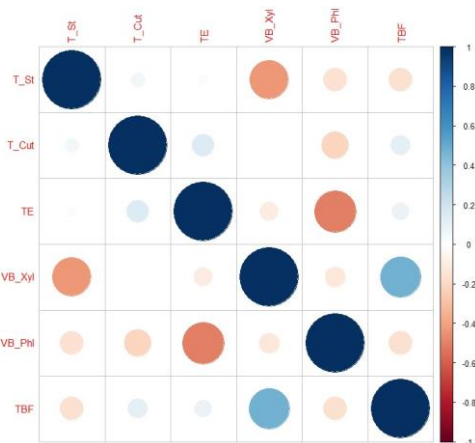 T_St
T_Cut
TE
VB_Xyl
VB_Phl
TBF
T_St
T_Cut
TE
VB_Xyl
VB_Phl
TBF
1
0.8
0.6
0.4
0.2
0
-0.2
-0.4
-0.6
-0.8
-1